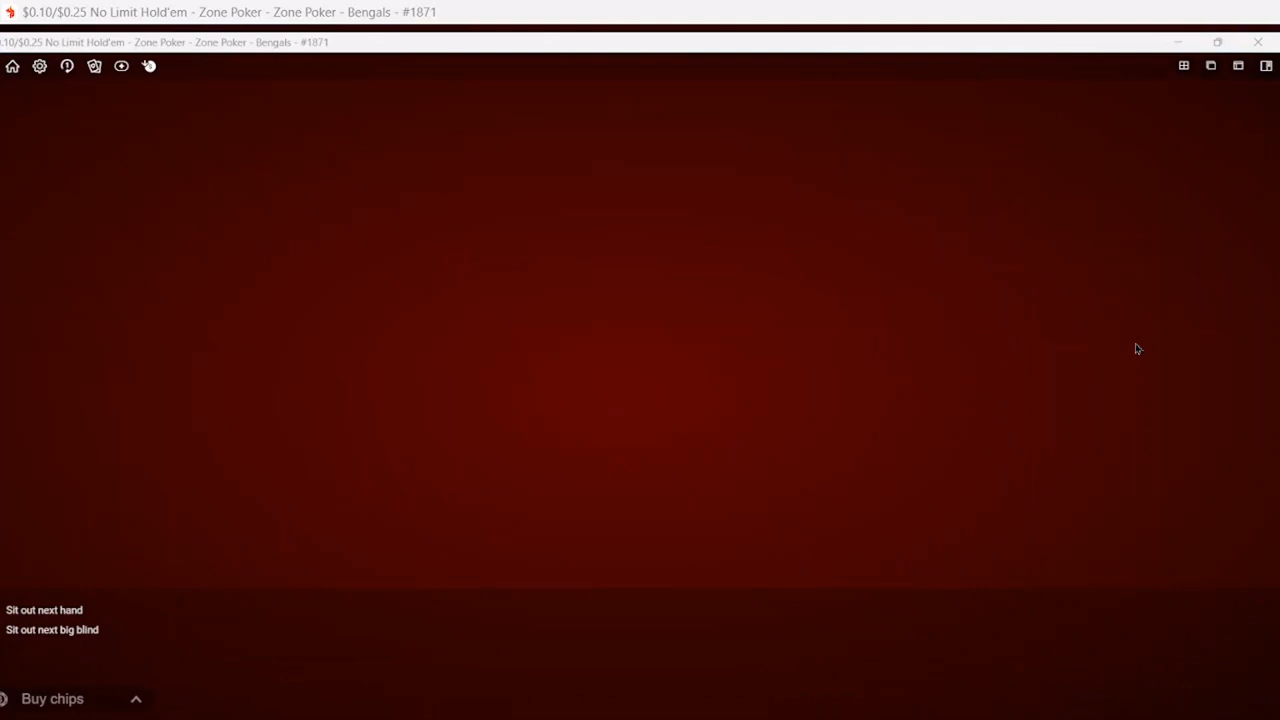 $0.10/$0.25 No Limit Hold'em - Zone Poker - Zone Poker - Bengals - #1871
.10/$0.25 No Limit Hold'em - Zone Poker - Zone Poker - Bengals - #1871
Sit out next hand
Sit out next big blind
Buy chips